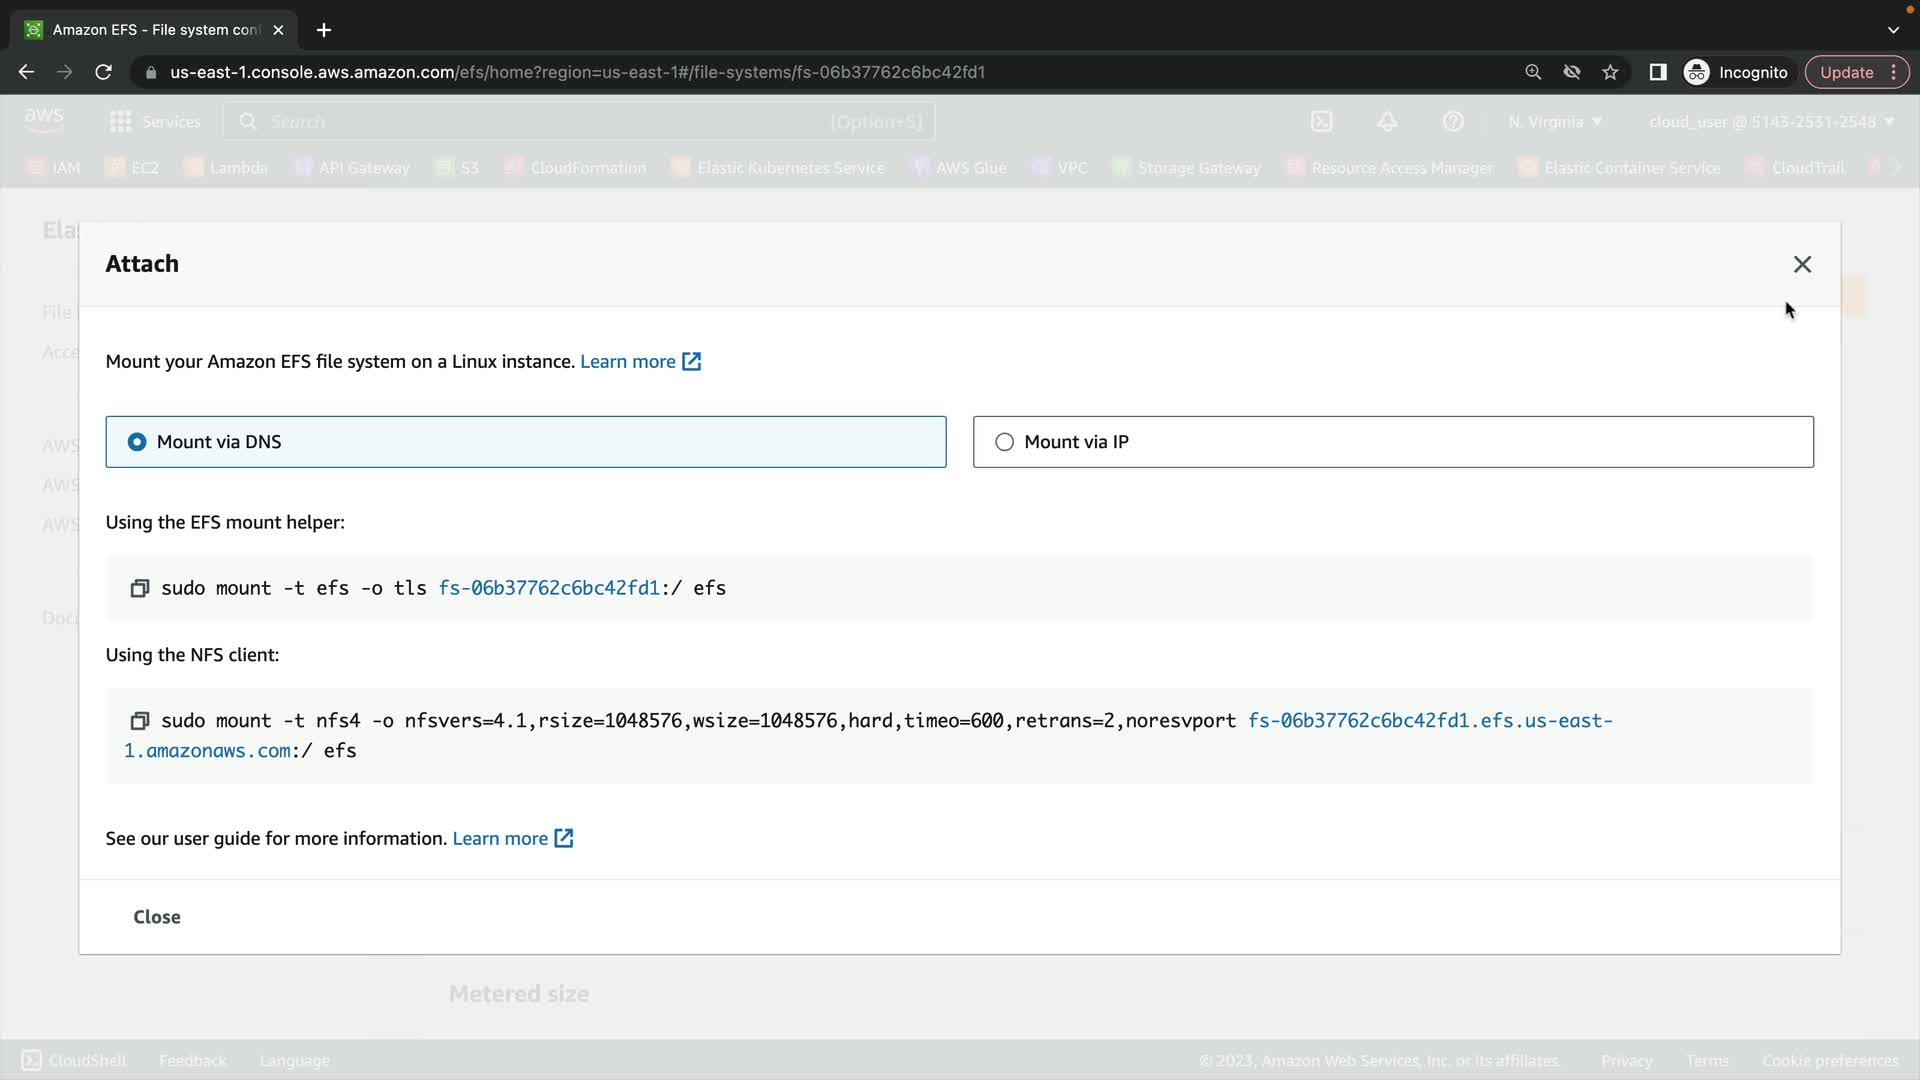 Amazon EFS - File system con
us-east-1.console.aws.amazon.com/efs/home?region=us-east-1#/file-systems/fs-06b37762c6bc42fd1
Incognito
Update
aws
Services
Search
[Option+S]
N. Virginia
cloud_user @ 5143-2531-2548
IAM
EC2
Lambda
API Gateway
S3
CloudFormation
Elastic Kubernetes Service
AWS Glue
VPC
Storage Gateway
Resource Access Manager
Elastic Container Service
CloudTrail
Ela
Attach
File
Acce
Mount your Amazon EFS file system on a Linux instance. Learn more
Mount via DNS
Mount via IP
AWS
AWS
AWS
Using the EFS mount helper:
sudo mount -t efs -o tls fs-06b37762c6bc42fd1:/ efs
Docu
Using the NFS client:
sudo mount -t nfs4 -o nfsvers=4.1,rsize=1048576,wsize=1048576,hard,timeo=600,retrans=2,noresvport fs-06b37762c6bc42fd1.efs.us-east-
1.amazonaws.com:/ efs
See our user guide for more information. Learn more
Close
Metered size
CloudShell
Feedback
Language
© 2023, Amazon Web Services, Inc. or its affiliates.
Privacy
Terms
Cookie preferences